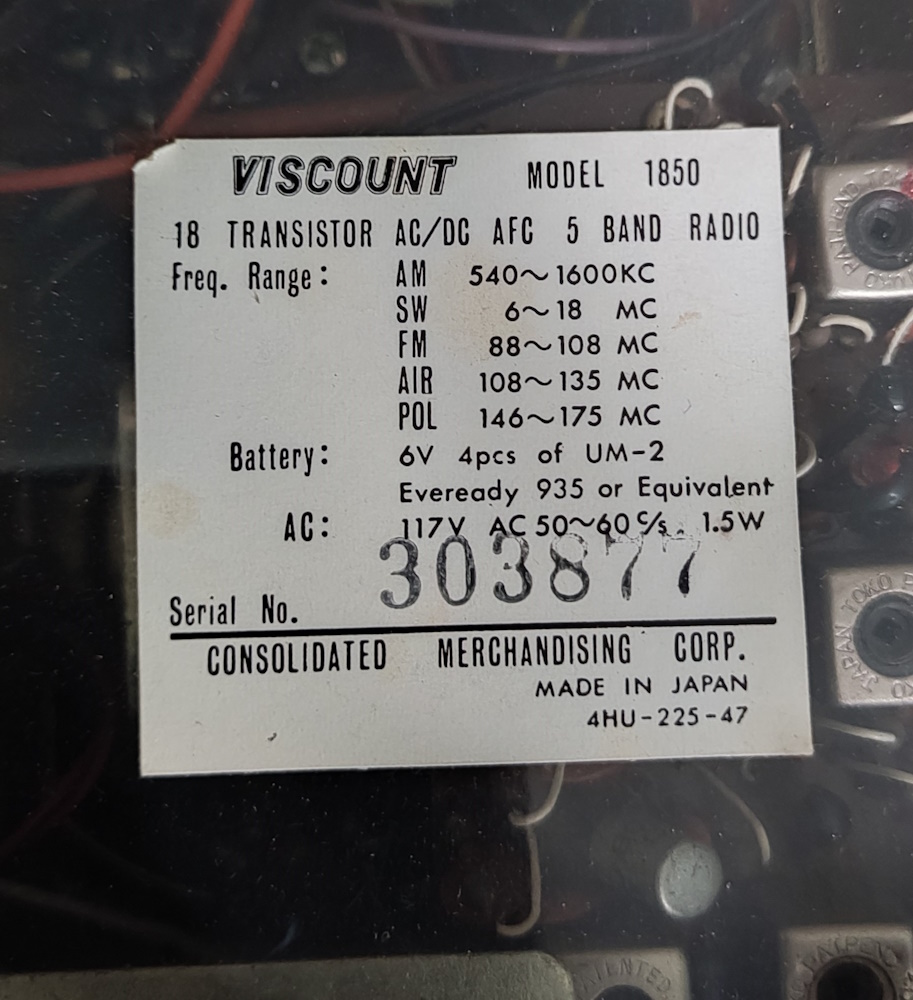 VISCOUNT MODEL 1850
18 TRANSISTOR AC/DC AFC 5 BAND RADIO
Freq. Range: AM 540~1600KC
SW 6~18 MC
FM 88~108 MC
AIR 108~135 MC
POL 146~175 MC
Battery: 6V 4pcs of UM-2
Eveready 935 or Equivalent
AC: 117V AC 50~60 c/s. 1.5W
Serial No. 303877
CONSOLIDATED MERCHANDISING CORP.
MADE IN JAPAN
4HU-225-47
JAPAN TOKO